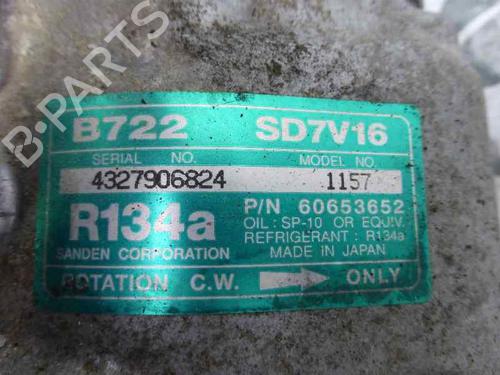 B722 SD7V16
SERIAL NO. MODEL NO.
4327906824 1157
R134a P/N 60653652
OIL : SP-10 OR EQUIV.
REFRIGERANT : R134a
SANDEN CORPORATION MADE IN JAPAN
ROTATION C.W. → ONLY
B-PARTS